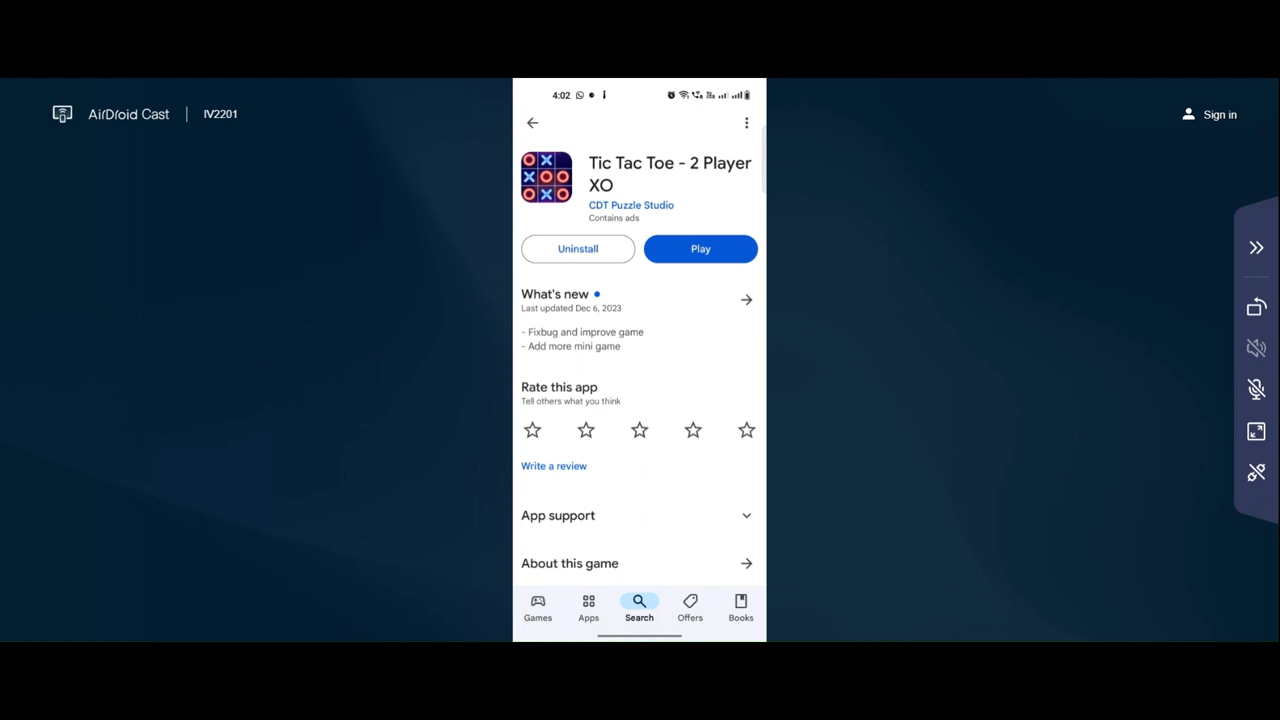 AirDroid Cast
IV2201
Sign in
4:02
Tic Tac Toe - 2 Player
XO
CDT Puzzle Studio
Contains ads
Uninstall
Play
What's new
Last updated Dec 6, 2023
- Fixbug and improve game
- Add more mini game
Rate this app
Tell others what you think
Write a review
App support
About this game
Games
Apps
Search
Offers
Books